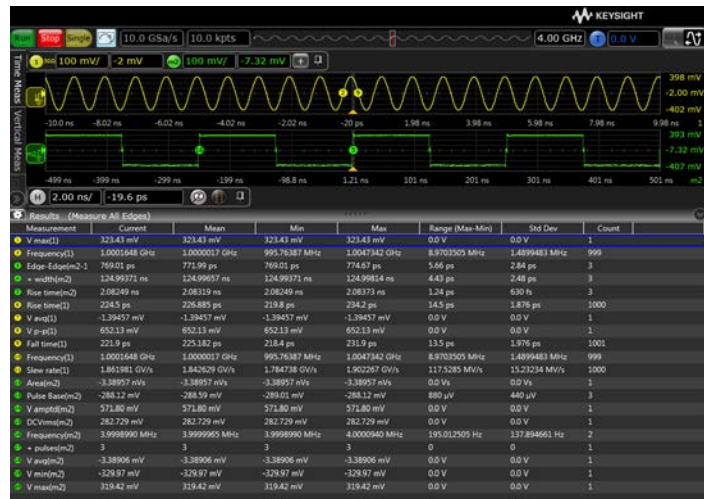 KEYSIGHT
Run Stop Single 10.0 GSa/s 10.0 kpts 4.00 GHz T 0.0 V
1 50Ω 100 mV/ -2 mV m2 100 mV/ -7.32 mV +
Time Meas
Vertical Meas
398 mV
-2.00 mV
-402 mV
-10.0 ns -8.02 ns -6.02 ns -4.02 ns -2.02 ns -20 ps 1.98 ns 3.98 ns 5.98 ns 7.98 ns 9.98 ns 1
393 mV
-7.32 mV
-407 mV
-499 ns -399 ns -299 ns -199 ns -98.8 ns 1.21 ns 101 ns 201 ns 301 ns 401 ns 501 ns m2
H 2.00 ns/ -19.6 ps
Results (Measure All Edges)
Measurement Current Mean Min Max Range (Max-Min) Std Dev Count
V max(1) 323.43 mV 323.43 mV 323.43 mV 323.43 mV 0.0 V 0.0 V 1
Frequency(1) 1.0001648 GHz 1.0000017 GHz 995.76387 MHz 1.0047342 GHz 8.9703505 MHz 1.4899483 MHz 999
Edge-Edge(m2-1 769.01 ps 771.99 ps 769.01 ps 774.67 ps 5.66 ps 2.84 ps 3
+ width(m2) 124.99371 ns 124.99657 ns 124.99371 ns 124.99814 ns 4.43 ps 2.48 ps 3
Rise time(m2) 2.08249 ns 2.08319 ns 2.08249 ns 2.08373 ns 1.24 ps 630 fs 3
Rise time(1) 224.5 ps 226.885 ps 219.8 ps 234.2 ps 14.5 ps 1.876 ps 1000
V avg(1) -1.39457 mV -1.39457 mV -1.39457 mV -1.39457 mV 0.0 V 0.0 V 1
V p-p(1) 652.13 mV 652.13 mV 652.13 mV 652.13 mV 0.0 V 0.0 V 1
Fall time(1) 221.9 ps 225.182 ps 218.4 ps 231.9 ps 13.5 ps 1.976 ps 1001
Frequency(1) 1.0001648 GHz 1.0000017 GHz 995.76387 MHz 1.0047342 GHz 8.9703505 MHz 1.4899483 MHz 999
Slew rate(1) 1.861981 GV/s 1.842629 GV/s 1.784738 GV/s 1.902267 GV/s 117.5285 MV/s 15.23234 MV/s 1000
Area(m2) -3.38957 nVs -3.38957 nVs -3.38957 nVs -3.38957 nVs 0.0 Vs 0.0 Vs 1
Pulse Base(m2) -288.12 mV -288.59 mV -289.01 mV -288.12 mV 880 µV 440 µV 3
V amptd(m2) 571.80 mV 571.80 mV 571.80 mV 571.80 mV 0.0 V 0.0 V 1
DCVrms(m2) 282.729 mV 282.729 mV 282.729 mV 282.729 mV 0.0 V 0.0 V 1
Frequency(m2) 3.9998990 MHz 3.9999965 MHz 3.9998990 MHz 4.0000940 MHz 195.012505 Hz 137.894661 Hz 2
+ pulses(m2) 3 3 3 3 0 0 1
V avg(m2) -3.38906 mV -3.38906 mV -3.38906 mV -3.38906 mV 0.0 V 0.0 V 1
V min(m2) -329.97 mV -329.97 mV -329.97 mV -329.97 mV 0.0 V 0.0 V 1
V max(m2) 319.42 mV 319.42 mV 319.42 mV 319.42 mV 0.0 V 0.0 V 1